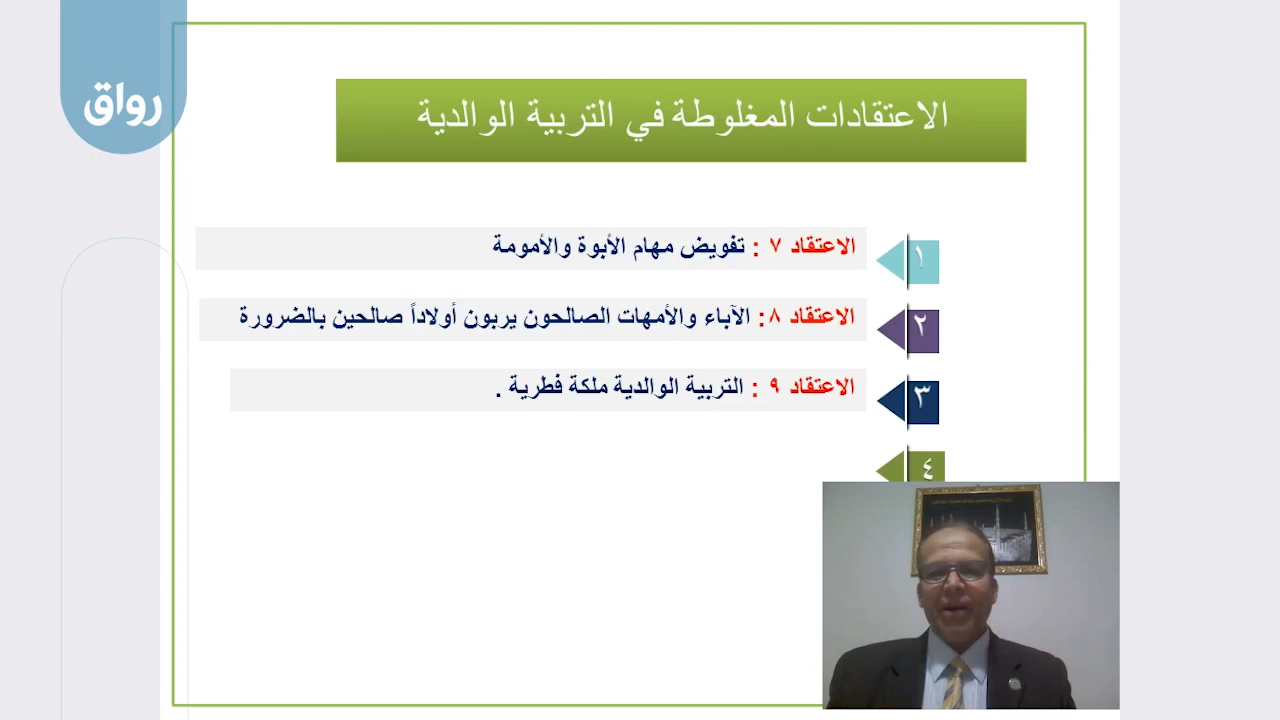 رواق
الاعتقادات المغلوطة في التربية الوالدية
١
الاعتقاد ٧ : تفويض مهام الأبوة والأمومة
٢
الاعتقاد ٨: الآباء والأمهات الصالحون يربون أولاداً صالحين بالضرورة
٣
الاعتقاد ٩ : التربية الوالدية ملكة فطرية .
٤